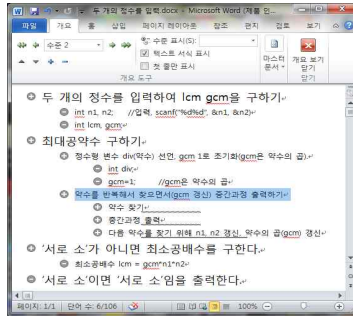 두 개의 정수를 입력.docx - Microsoft Word (제품 인...
파일 개요 홈 삽입 페이지 레이아웃 참조 편지 검토 보기
수준 2
수준 표시(S):
텍스트 서식 표시
첫 줄만 표시
마스터 문서
개요 보기 닫기
개요 도구
닫기
두 개의 정수를 입력하여 lcm gcm을 구하기
int n1, n2; //입력, scanf("%d%d", &n1, &n2)
int lcm, gcm;
최대공약수 구하기
정수형 변수 div(약수) 선언, gcm 1로 초기화(gcm은 약수의 곱).
int div;
gcm=1; //gcm은 약수의 곱
약수를 반복해서 찾으면서(gcm 갱신) 중간과정 출력하기
약수 찾기
중간과정 출력
다음 약수를 찾기 위해 n1, n2 갱신, 약수의 곱(gcm) 갱신
'서로 소'가 아니면 최소공배수를 구한다.
최소공배수 lcm = gcm*n1*n2
'서로 소'이면 '서로 소'임을 출력한다.
페이지: 1/1 단어 수: 6/106 100%